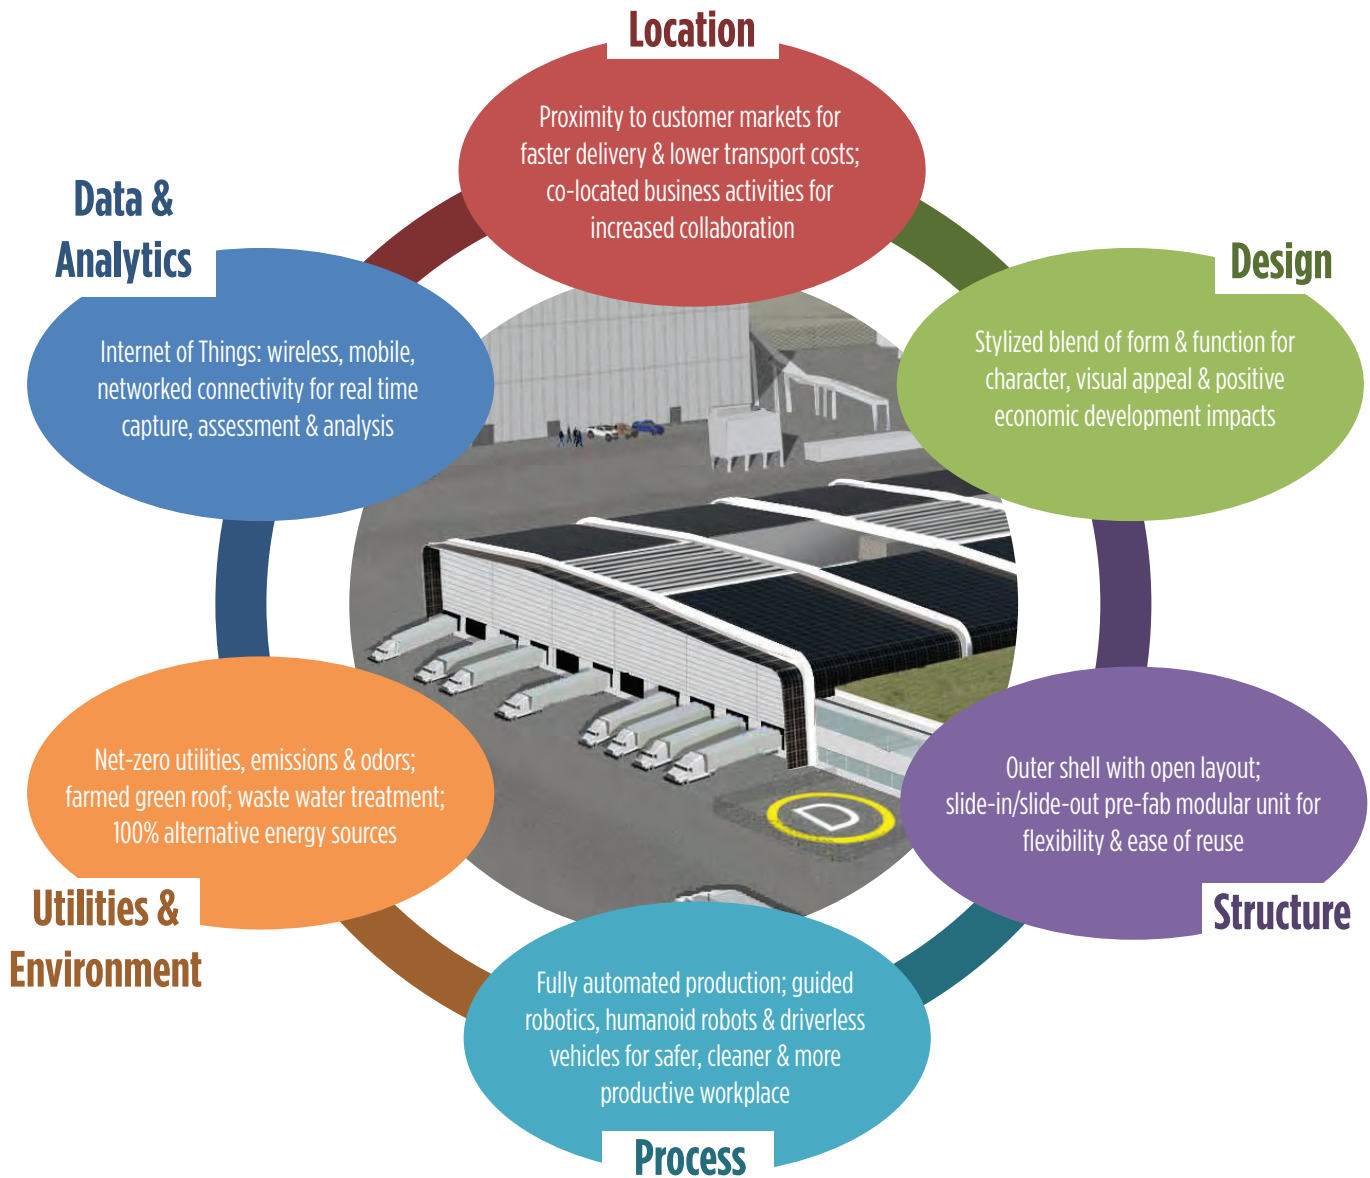 Location
Proximity to customer markets for
faster delivery & lower transport costs;
co-located business activities for
increased collaboration
Design
Stylized blend of form & function for
character, visual appeal & positive
economic development impacts
Structure
Outer shell with open layout;
slide-in/slide-out pre-fab modular unit for
flexibility & ease of reuse
Process
Fully automated production; guided
robotics, humanoid robots & driverless
vehicles for safer, cleaner & more
productive workplace
Utilities &
Environment
Net-zero utilities, emissions & odors;
farmed green roof; waste water treatment;
100% alternative energy sources
Data &
Analytics
Internet of Things: wireless, mobile,
networked connectivity for real time
capture, assessment & analysis
D